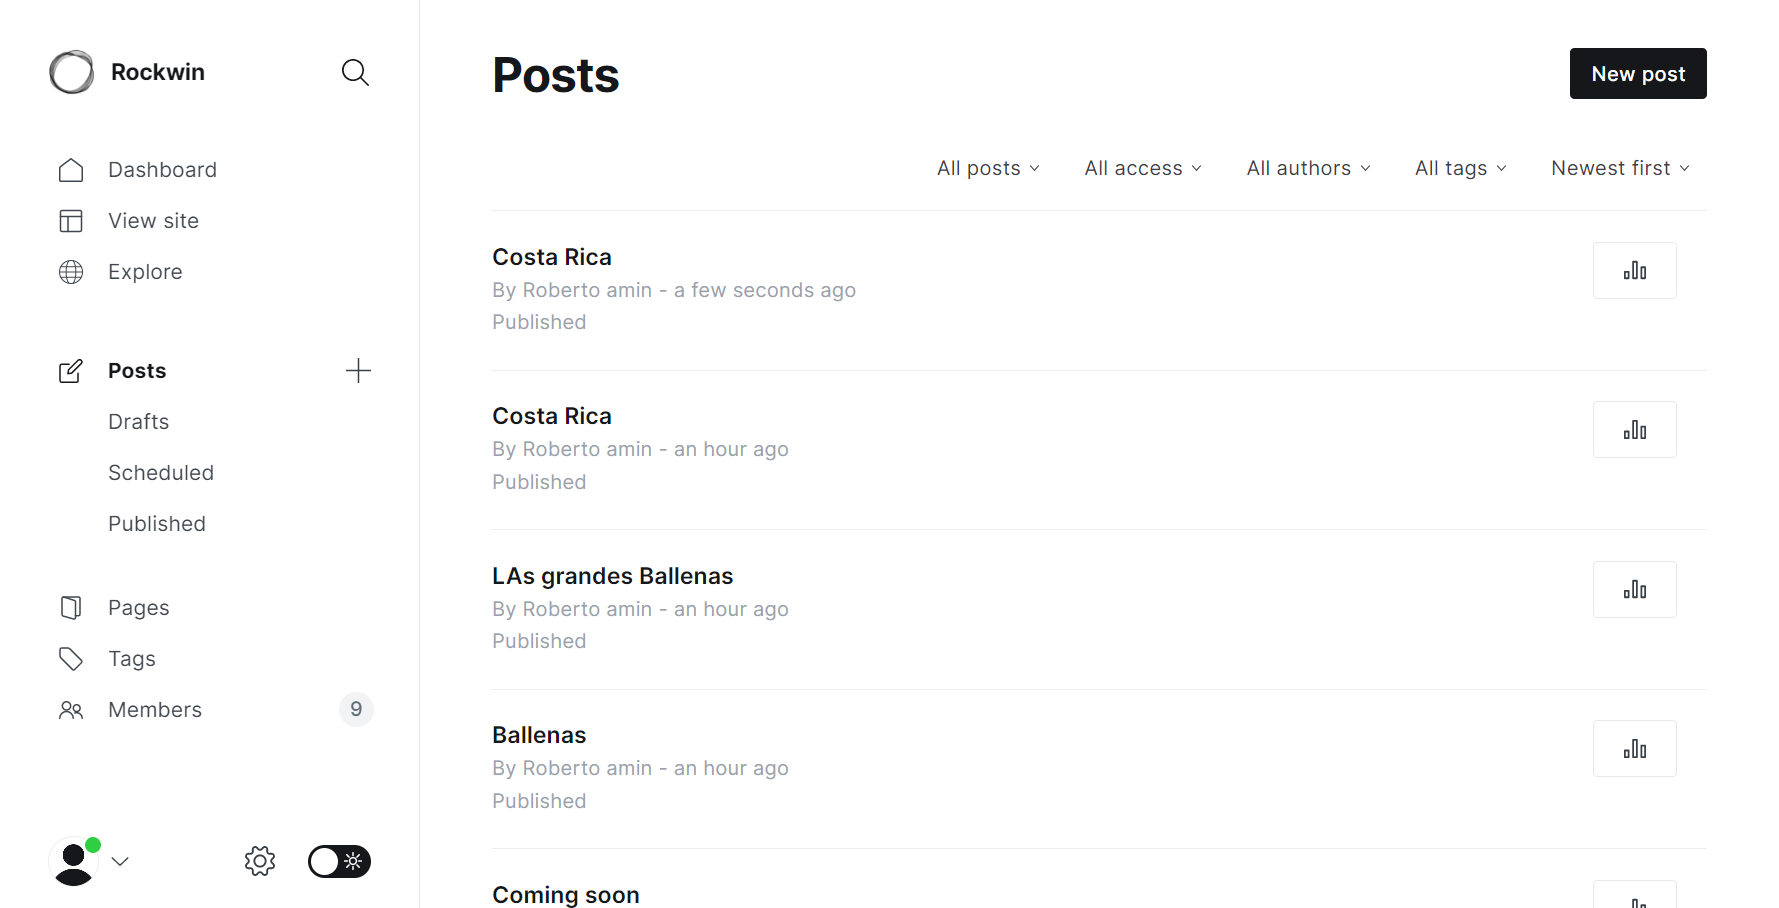 Rockwin
Dashboard
View site
Explore
Posts
Drafts
Scheduled
Published
Pages
Tags
Members 9
Posts
New post
All posts All access All authors All tags Newest first
Costa Rica
By Roberto amin - a few seconds ago
Published
Costa Rica
By Roberto amin - an hour ago
Published
LAs grandes Ballenas
By Roberto amin - an hour ago
Published
Ballenas
By Roberto amin - an hour ago
Published
Coming soon